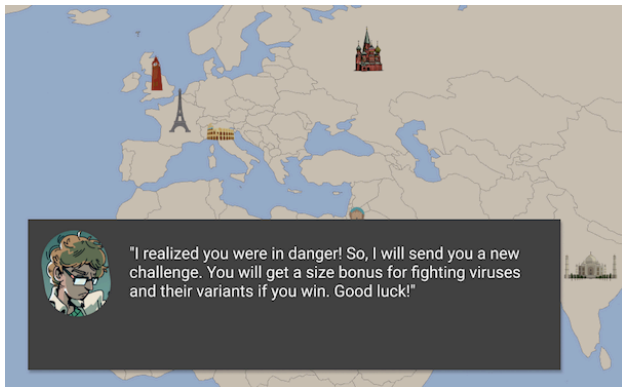 "I realized you were in danger! So, I will send you a new
challenge. You will get a size bonus for fighting viruses
and their variants if you win. Good luck!"